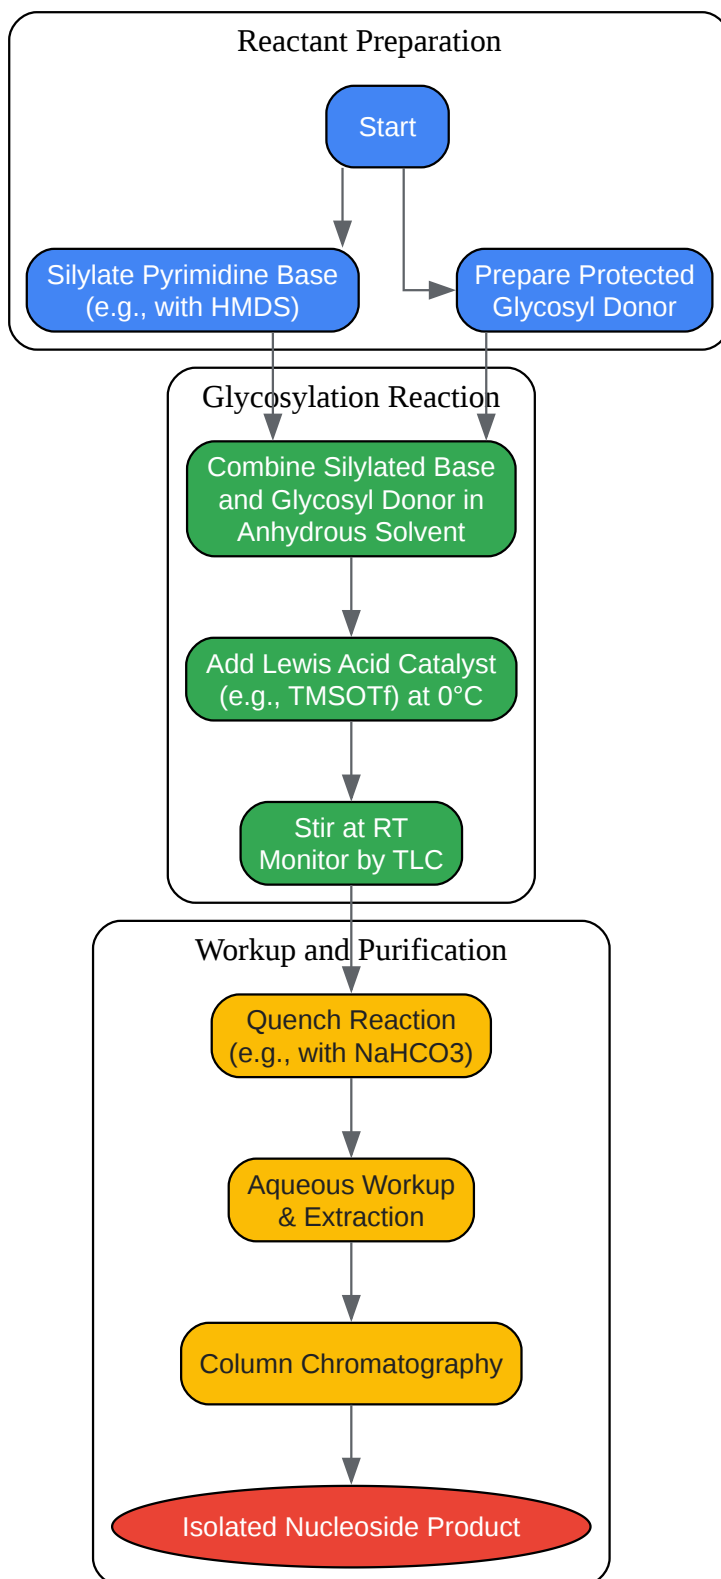 Reactant Preparation
Start
Silylate Pyrimidine Base
(e.g., with HMDS)
Prepare Protected
Glycosyl Donor
Glycosylation Reaction
Combine Silylated Base
and Glycosyl Donor in
Anhydrous Solvent
Add Lewis Acid Catalyst
(e.g., TMSOTf) at 0°C
Stir at RT
Monitor by TLC
Workup and Purification
Quench Reaction
(e.g., with NaHCO3)
Aqueous Workup
& Extraction
Column Chromatography
Isolated Nucleoside Product